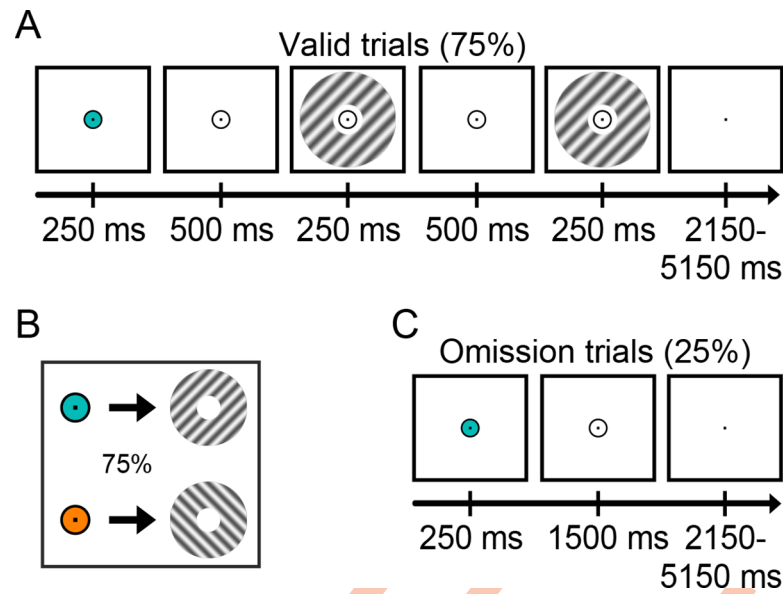 A
Valid trials (75%)
250 ms
500 ms
250 ms
500 ms
250 ms
2150-
5150 ms
B
75%
C
Omission trials (25%)
250 ms
1500 ms
2150-
5150 ms